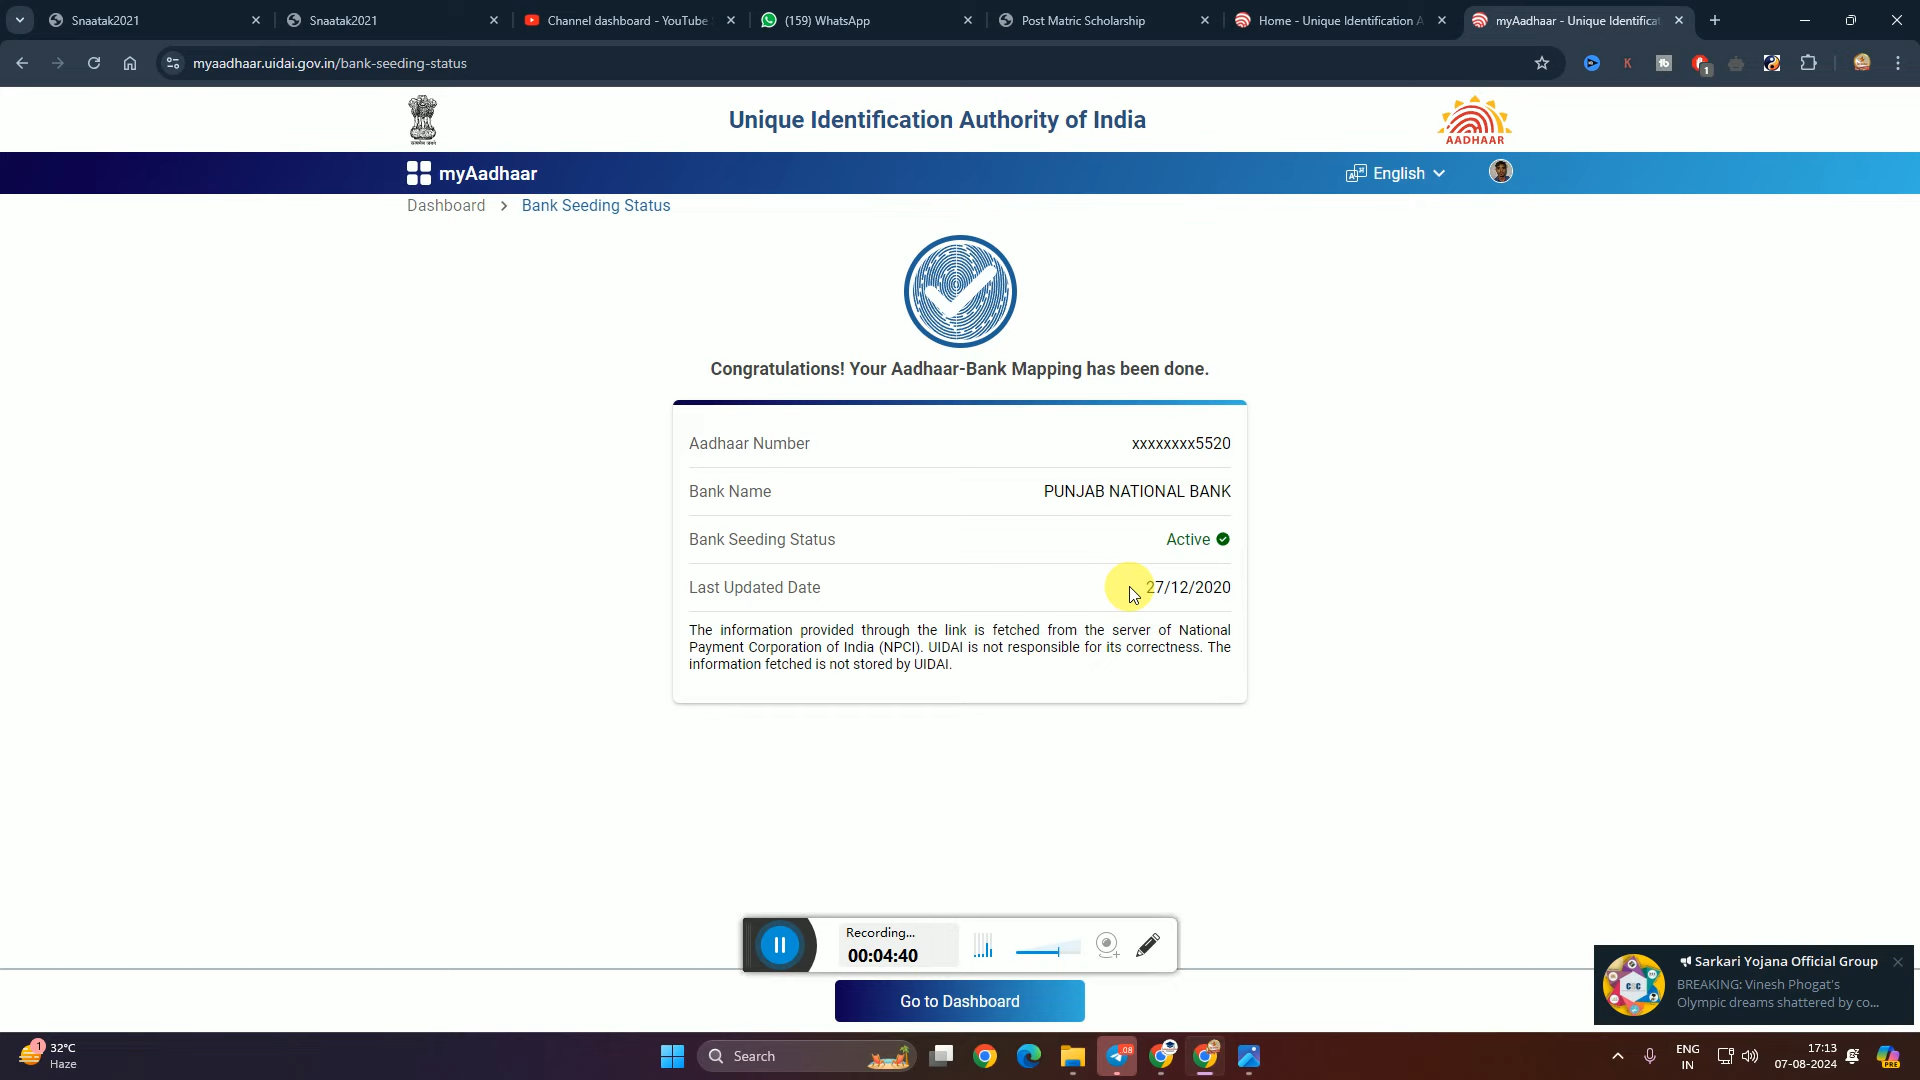 Snaatak2021
Snaatak2021
Channel dashboard - YouTube
(159) WhatsApp
Post Matric Scholarship
Home - Unique Identification A
myAadhaar - Unique Identificat
myaadhaar.uidai.gov.in/bank-seeding-status
K
1
Unique Identification Authority of India
AADHAAR
myAadhaar
English
Dashboard > Bank Seeding Status
Congratulations! Your Aadhaar-Bank Mapping has been done.
Aadhaar Number xxxxxxxx5520
Bank Name PUNJAB NATIONAL BANK
Bank Seeding Status Active
Last Updated Date 27/12/2020
The information provided through the link is fetched from the server of National
Payment Corporation of India (NPCI). UIDAI is not responsible for its correctness. The
information fetched is not stored by UIDAI.
Recording...
00:04:40
Go to Dashboard
Sarkari Yojana Official Group
BREAKING: Vinesh Phogat's
Olympic dreams shattered by co...
CSC
1
32°C
Haze
Search
.08
ENG
IN
17:13
07-08-2024
PRE